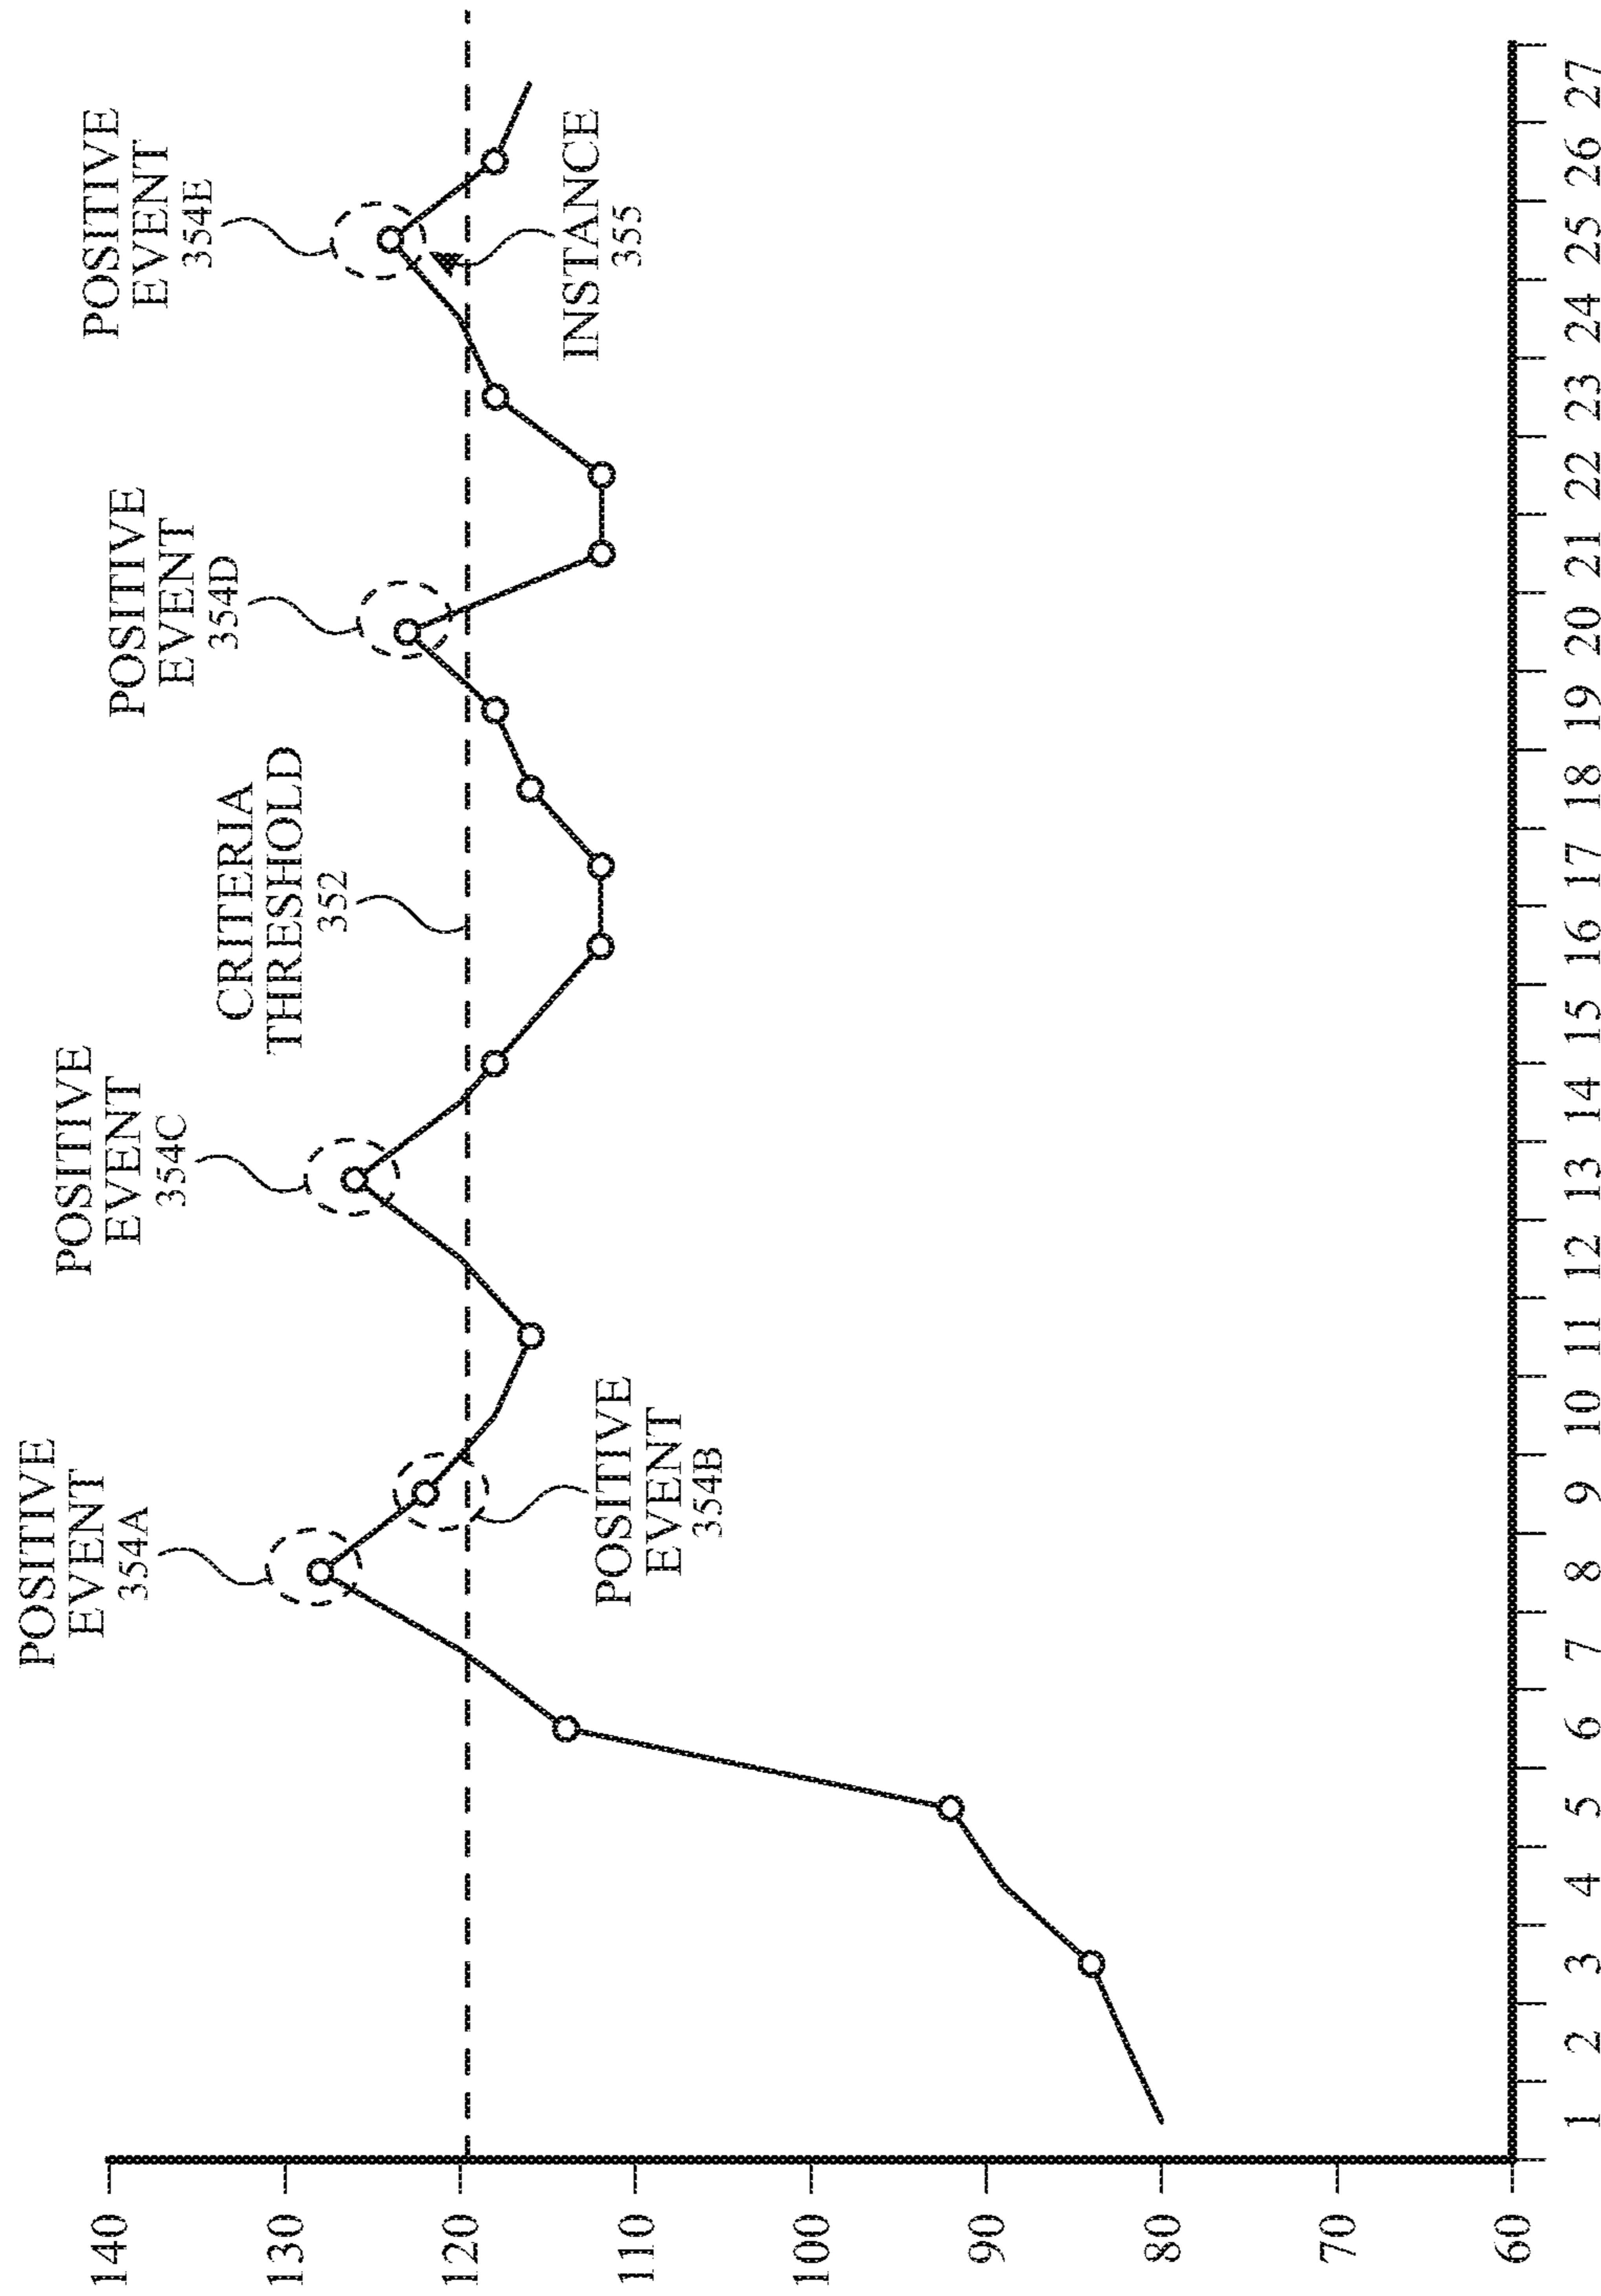 POSITIVE
EVENT
354A
POSITIVE
EVENT
354B
POSITIVE
EVENT
354C
CRITERIA
THRESHOLD
352
POSITIVE
EVENT
354D
POSITIVE
EVENT
354E
INSTANCE
355
140
130
120
110
100
90
80
70
60
1 2 3 4 5 6 7 8 9 10 11 12 13 14 15 16 17 18 19 20 21 22 23 24 25 26 27